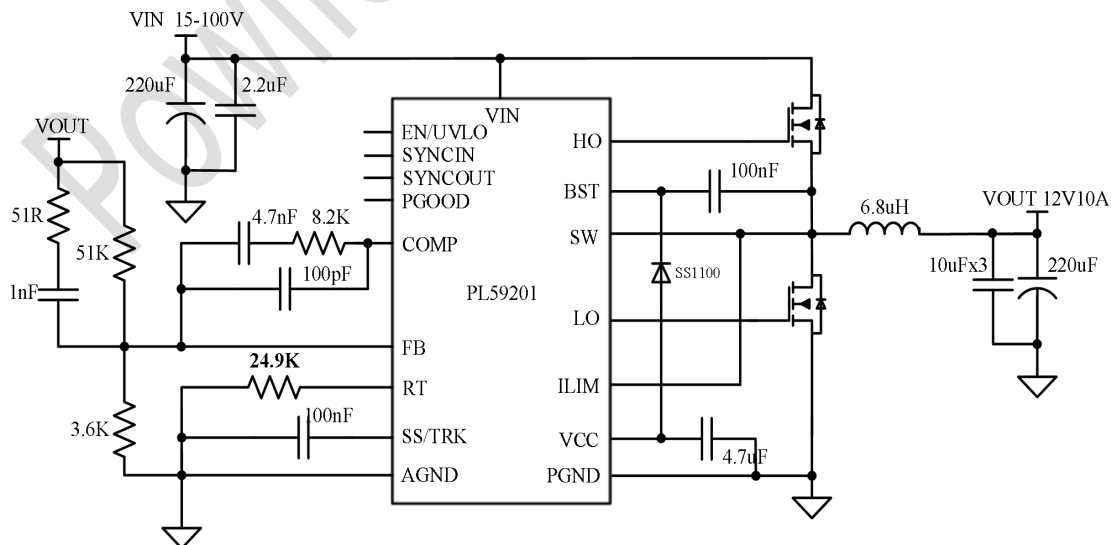 VIN 15-100V
220uF
2.2uF
VIN
VOUT
EN/UVLO
SYNCIN
SYNCOUT
PGOOD
HO
100nF
BST
51R
51K
4.7nF
8.2K
COMP
100pF
SW
6.8uH
VOUT 12V10A
10uFx3
220uF
SS1100
PL59201
1nF
LO
FB
24.9K
RT
ILIM
3.6K
100nF
SS/TRK
VCC
4.7uF
AGND
PGND